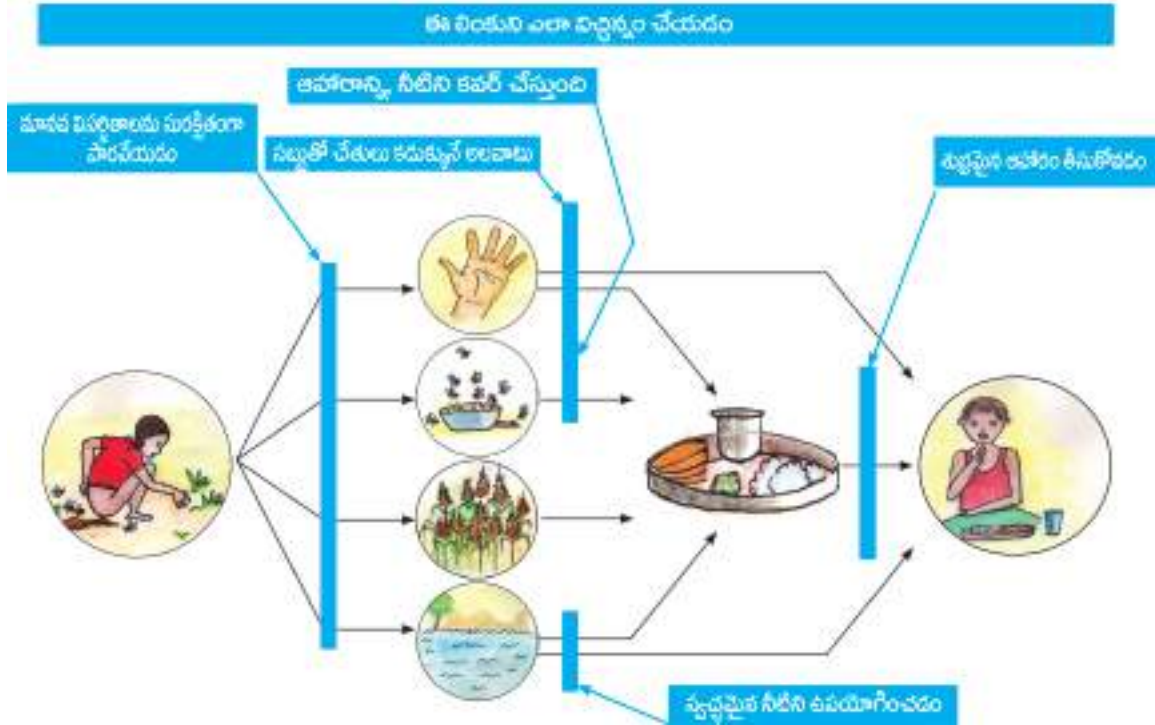 ఈ లింకుని ఎలా విచ్ఛిన్నం చేయడం
ఆహారాన్ని, నీటిని కవర్ చేస్తుంది
మానవ విసర్జితాలను సురక్షితంగా
పారవేయడం
సబ్బుతో చేతులు కడుక్కునే అలవాటు
శుభ్రమైన ఆహారం తీసుకోవడం
స్వచ్ఛమైన నీటిని ఉపయోగించడం